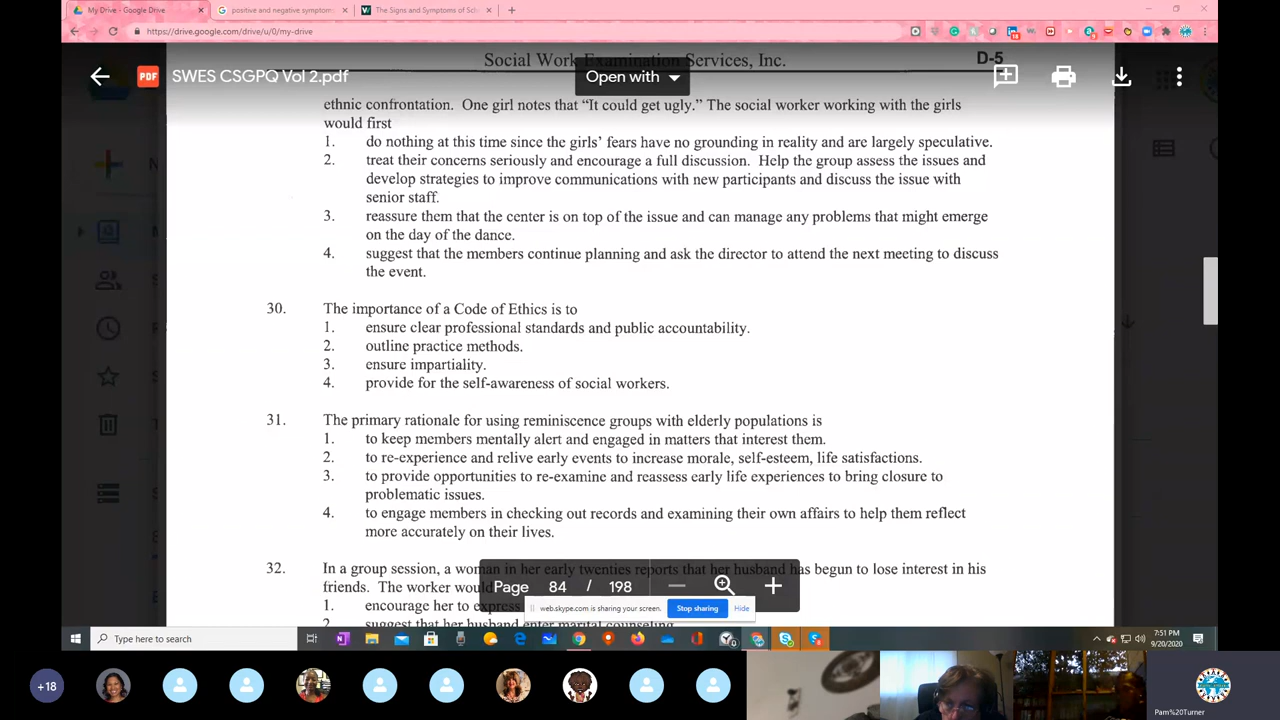 My Drive - Google Drive
positive and negative symptom
The Signs and Symptoms of Sch
https://drive.google.com/drive/u/0/my-drive
Social Work Examination Services, Inc.
D-5
PDF
SWES CSGPQ Vol 2.pdf
Open with
ethnic confrontation. One girl notes that “It could get ugly.” The social worker working with the girls
would first
1. do nothing at this time since the girls’ fears have no grounding in reality and are largely speculative.
2. treat their concerns seriously and encourage a full discussion. Help the group assess the issues and
develop strategies to improve communications with new participants and discuss the issue with
senior staff.
3. reassure them that the center is on top of the issue and can manage any problems that might emerge
on the day of the dance.
4. suggest that the members continue planning and ask the director to attend the next meeting to discuss
the event.
30. The importance of a Code of Ethics is to
1. ensure clear professional standards and public accountability.
2. outline practice methods.
3. ensure impartiality.
4. provide for the self-awareness of social workers.
31. The primary rationale for using reminiscence groups with elderly populations is
1. to keep members mentally alert and engaged in matters that interest them.
2. to re-experience and relive early events to increase morale, self-esteem, life satisfactions.
3. to provide opportunities to re-examine and reassess early life experiences to bring closure to
problematic issues.
4. to engage members in checking out records and examining their own affairs to help them reflect
more accurately on their lives.
32. In a group session, a woman in her early twenties reports that her husband has begun to lose interest in his
friends. The worker would
1. encourage her to express
2. suggest that her husband enter marital counseling.
Page 84 / 198
web.skype.com is sharing your screen.
Stop sharing
Hide
Type here to search
7:51 PM
9/20/2020
+18
Pam%20Turner